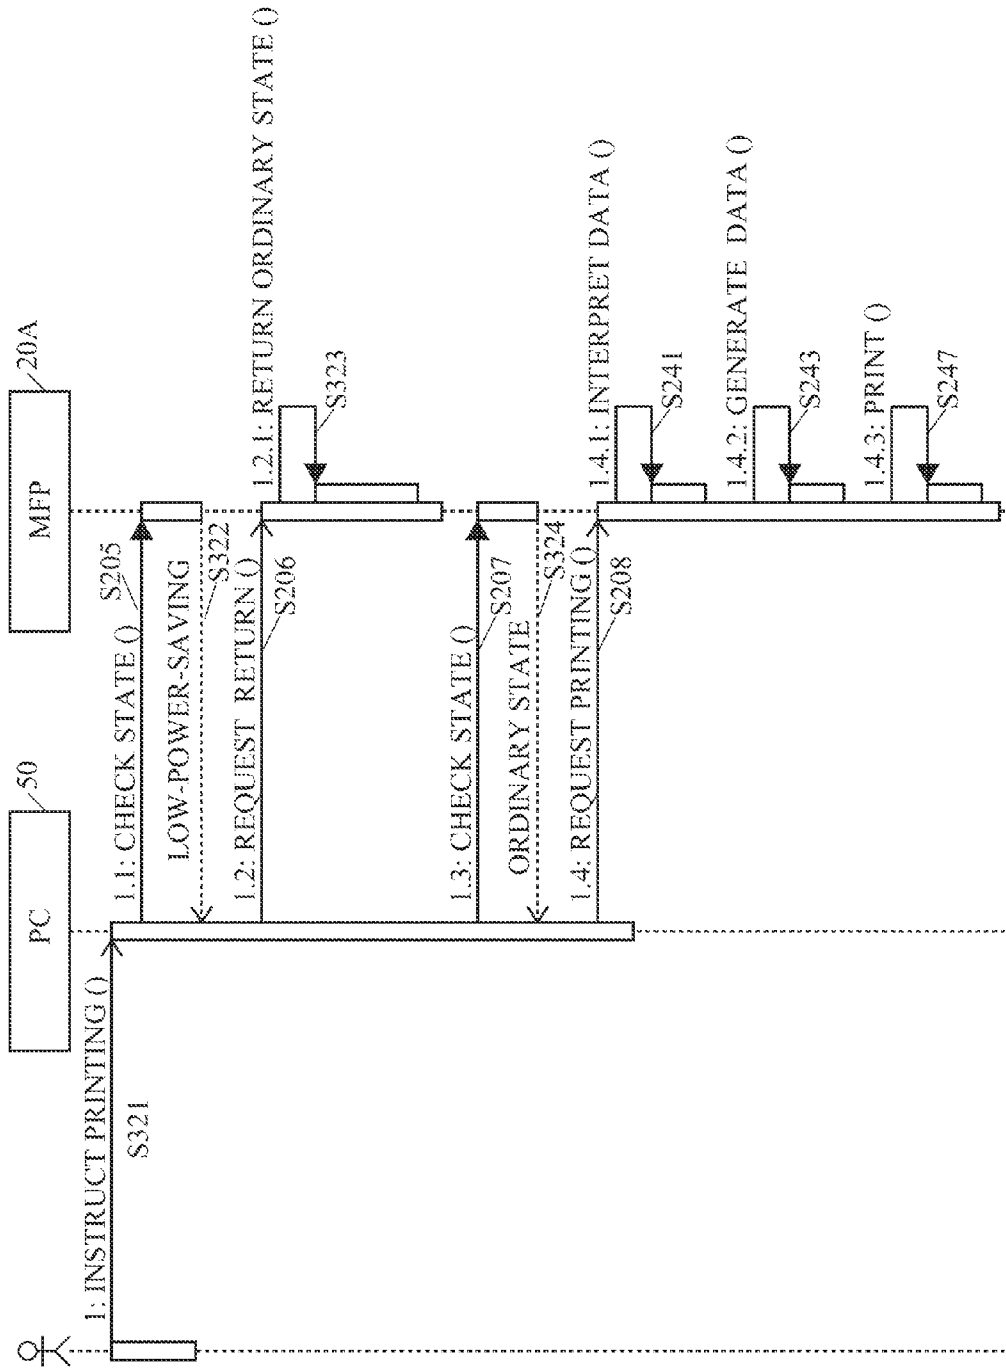 PC
50
MFP
20A
1: INSTRUCT PRINTING ()
S321
1.1: CHECK STATE ()
S205
LOW-POWER-SAVING
S322
1.2: REQUEST RETURN ()
S206
1.2.1: RETURN ORDINARY STATE ()
S323
1.3: CHECK STATE ()
S207
ORDINARY STATE
S324
1.4: REQUEST PRINTING ()
S208
1.4.1: INTERPRET DATA ()
S241
1.4.2: GENERATE DATA ()
S243
1.4.3: PRINT ()
S247